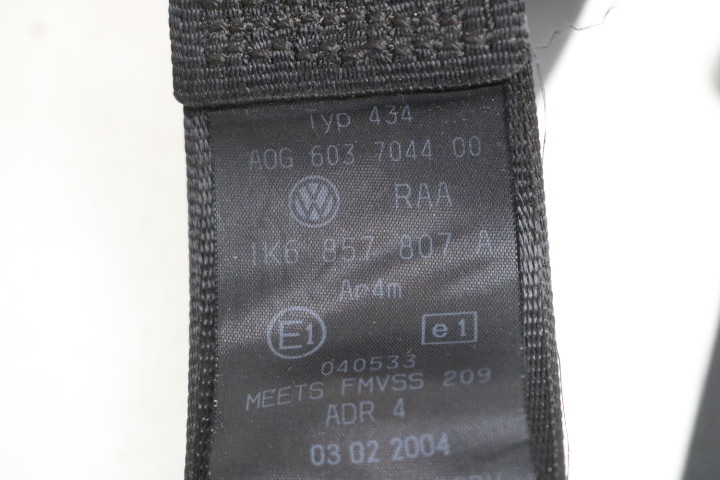 Typ 434
A0G 603 7044 00
RAA
1K6 857 807 A
Ar4m
E1 e1
040533
MEETS FMVSS 209
ADR 4
03 02 2004